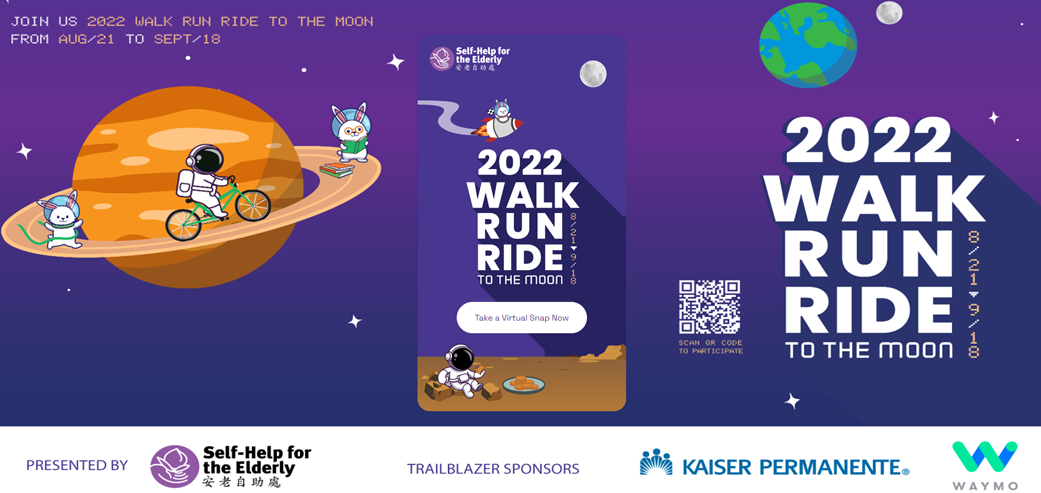 JOIN US 2022 WALK RUN RIDE TO THE MOON
FROM AUG/21 TO SEPT/18
Self-Help for
the Elderly
安老自助處
2022
WALK
RUN
RIDE
TO THE MOON
8/21▾9/18
Take a Virtual Snap Now
2022
WALK
RUN
RIDE
TO THE MOON
8/21▾9/18
SCAN QR CODE
TO PARTICIPATE
PRESENTED BY
Self-Help for
the Elderly
安老自助處
TRAILBLAZER SPONSORS
KAISER PERMANENTE®
WAYMO